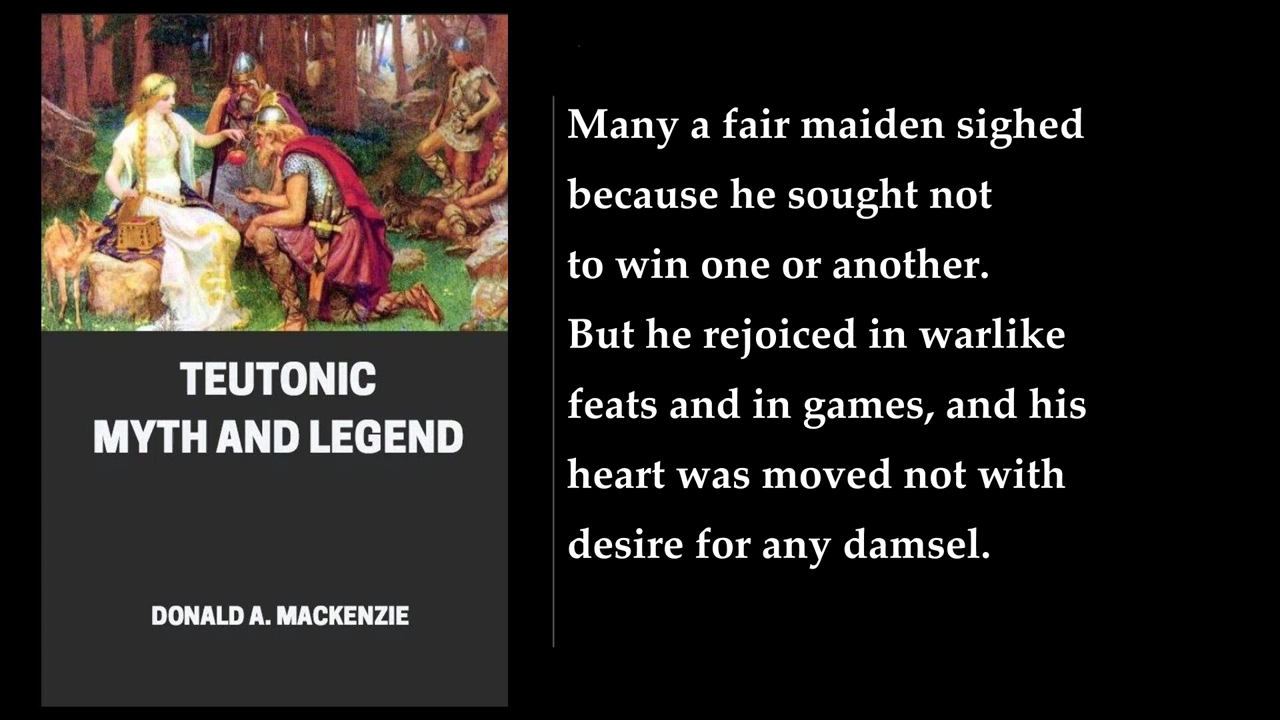 TEUTONIC
MYTH AND LEGEND
DONALD A. MACKENZIE
Many a fair maiden sighed
because he sought not
to win one or another.
But he rejoiced in warlike
feats and in games, and his
heart was moved not with
desire for any damsel.